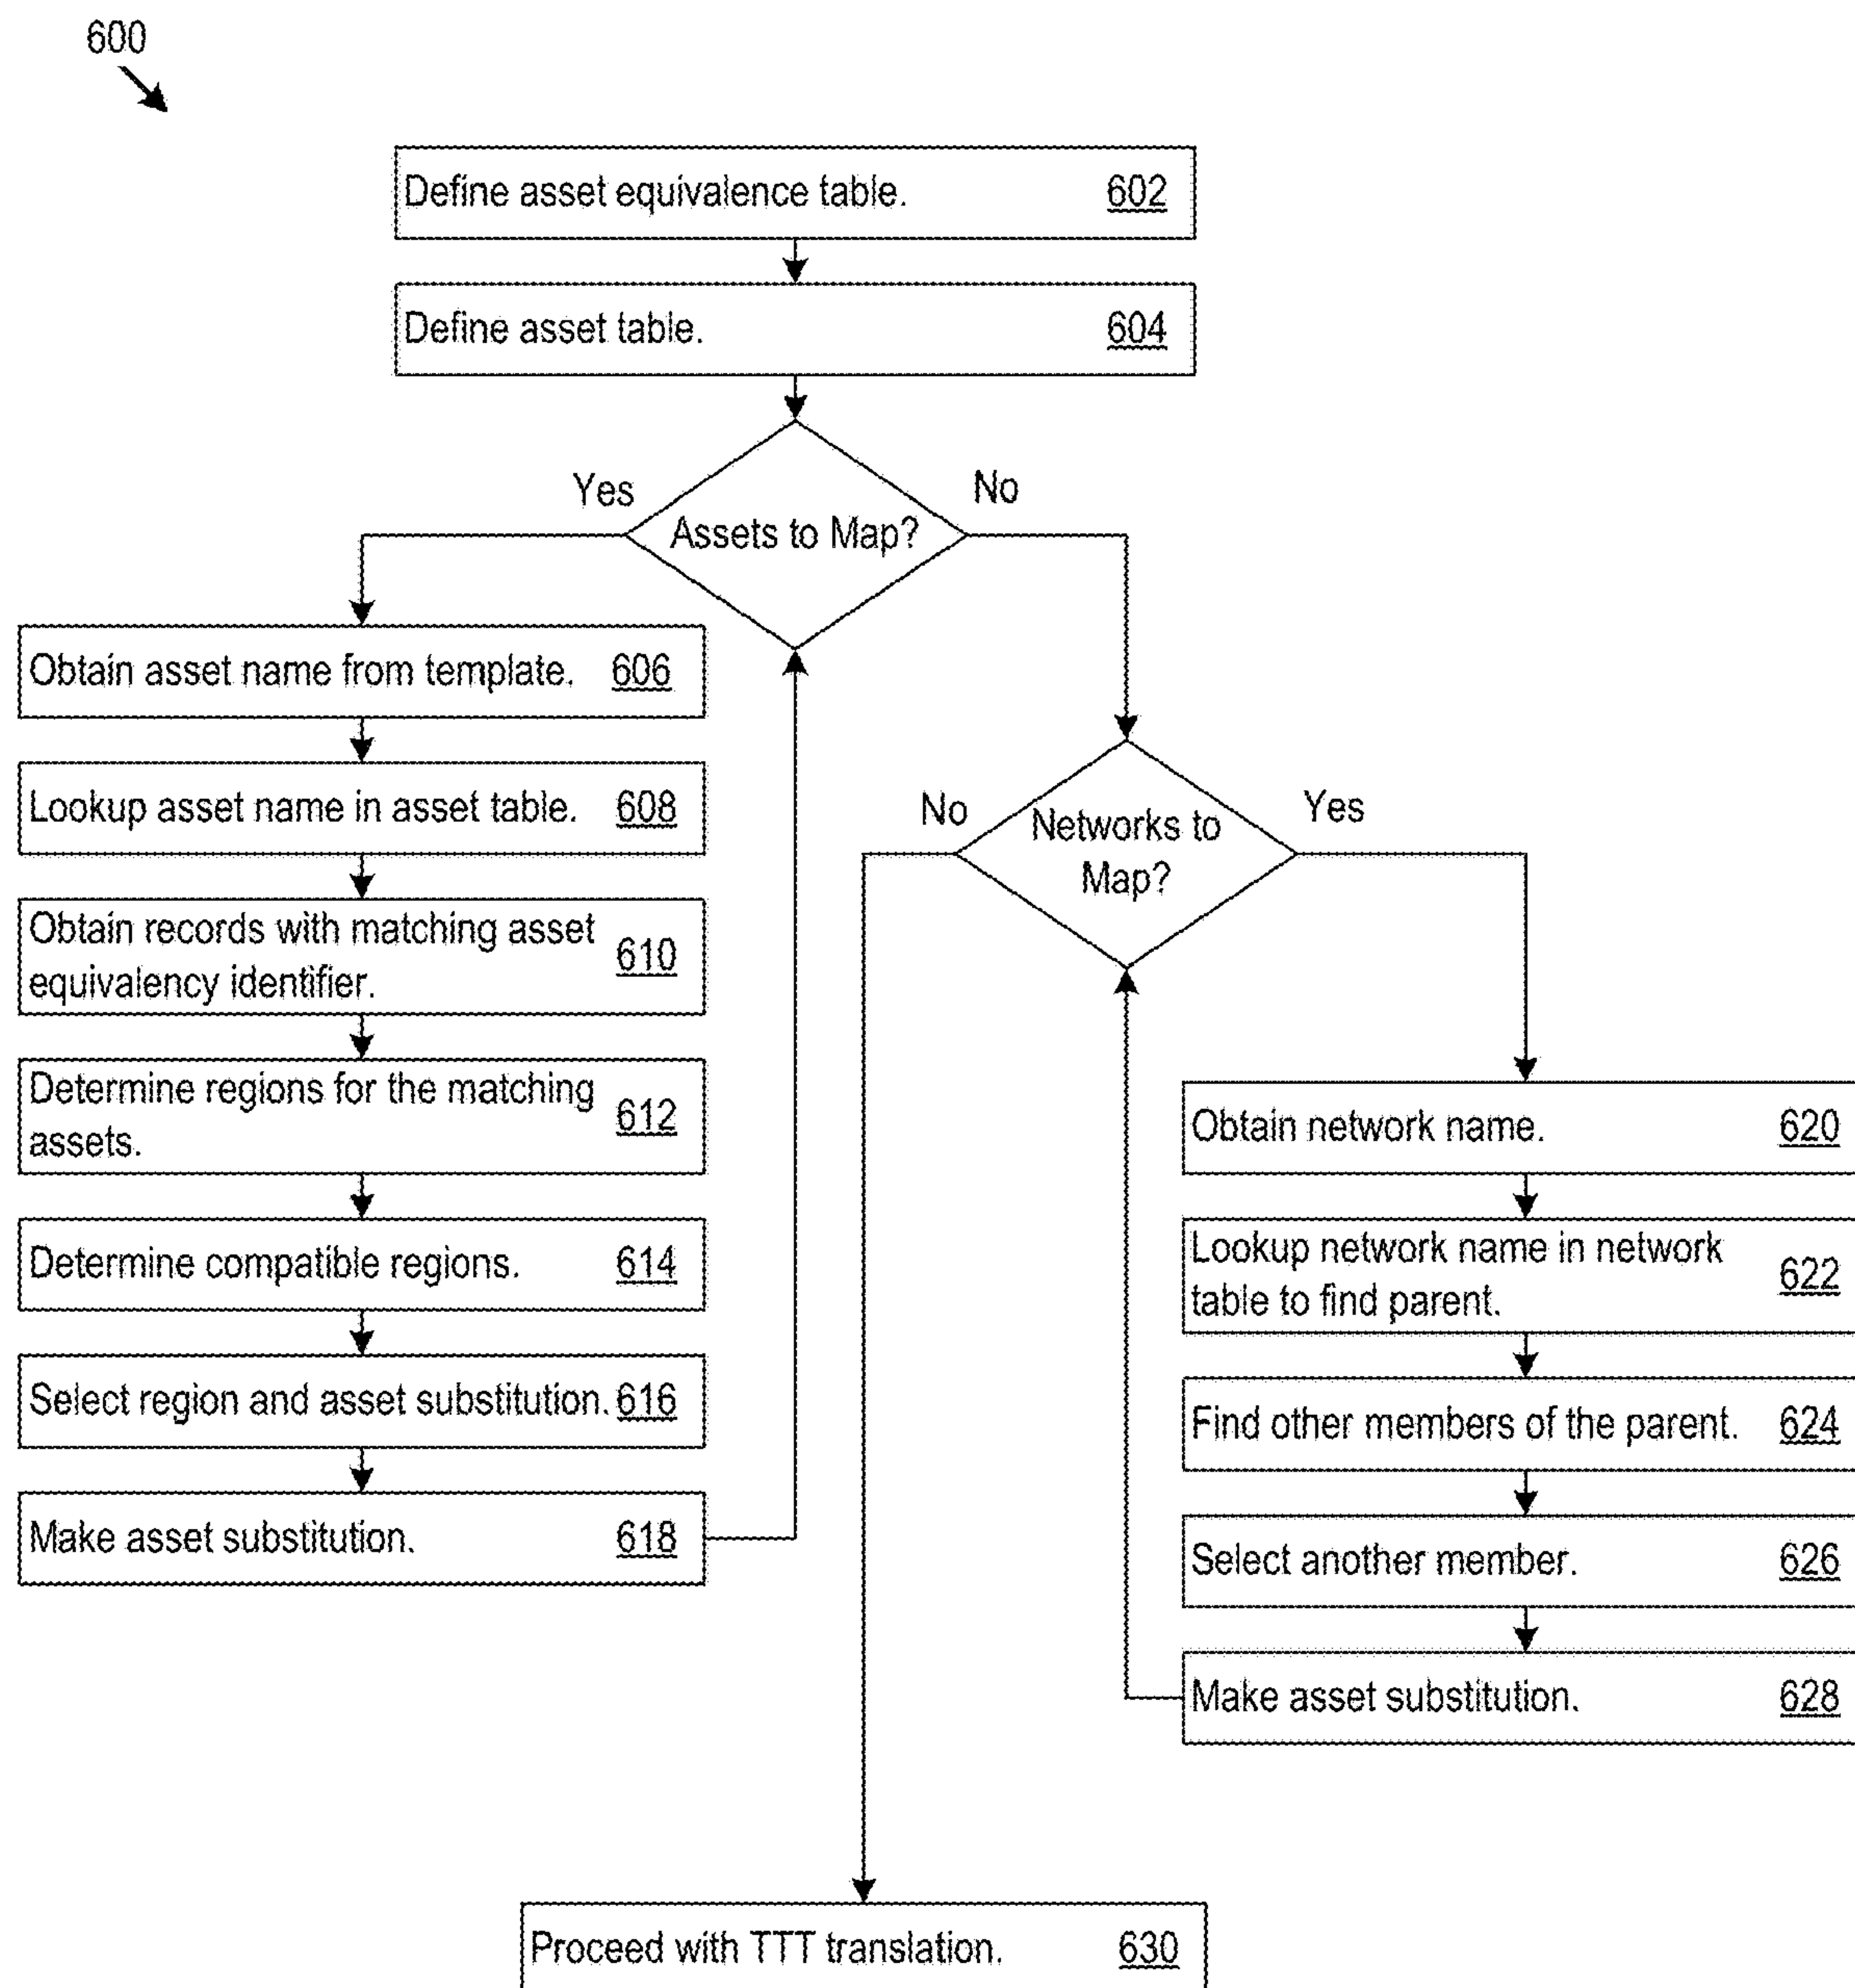 600
Define asset equivalence table. 602
Define asset table. 604
Yes
No
Assets to Map?
Obtain asset name from template. 606
Lookup asset name in asset table. 608
Obtain records with matching asset
equivalency identifier. 610
Determine regions for the matching
assets. 612
Determine compatible regions. 614
Select region and asset substitution. 616
Make asset substitution. 618
No
Yes
Networks to
Map?
Obtain network name. 620
Lookup network name in network
table to find parent. 622
Find other members of the parent. 624
Select another member. 626
Make asset substitution. 628
Proceed with TTT translation. 630